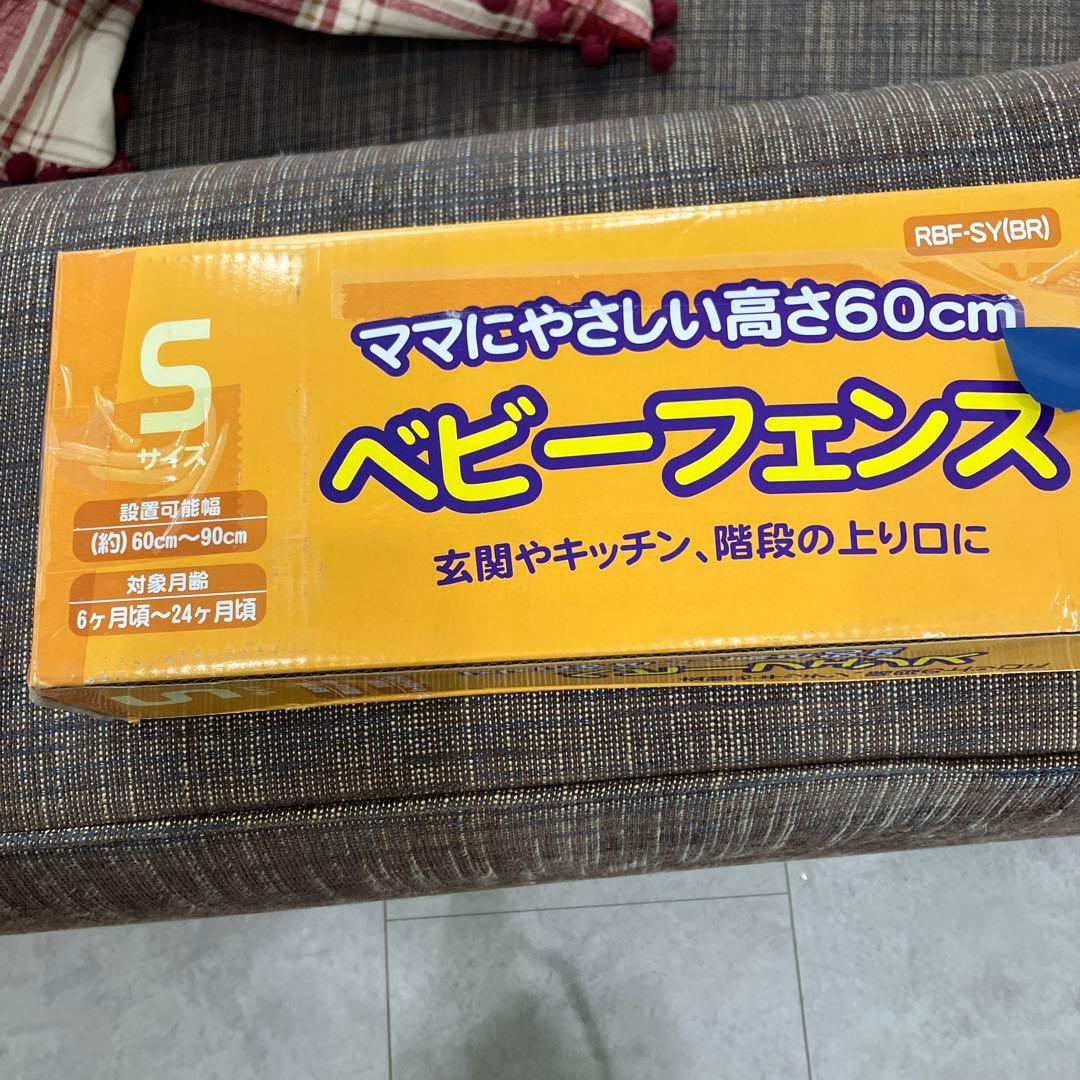 RBF-SY(BR)
ママにやさしい高さ60cm
ベビーフェンス
玄関やキッチン、階段の上り口に
S
サイズ
設置可能幅
(約)60cm〜90cm
対象月齢
6ヶ月頃〜24ヶ月頃